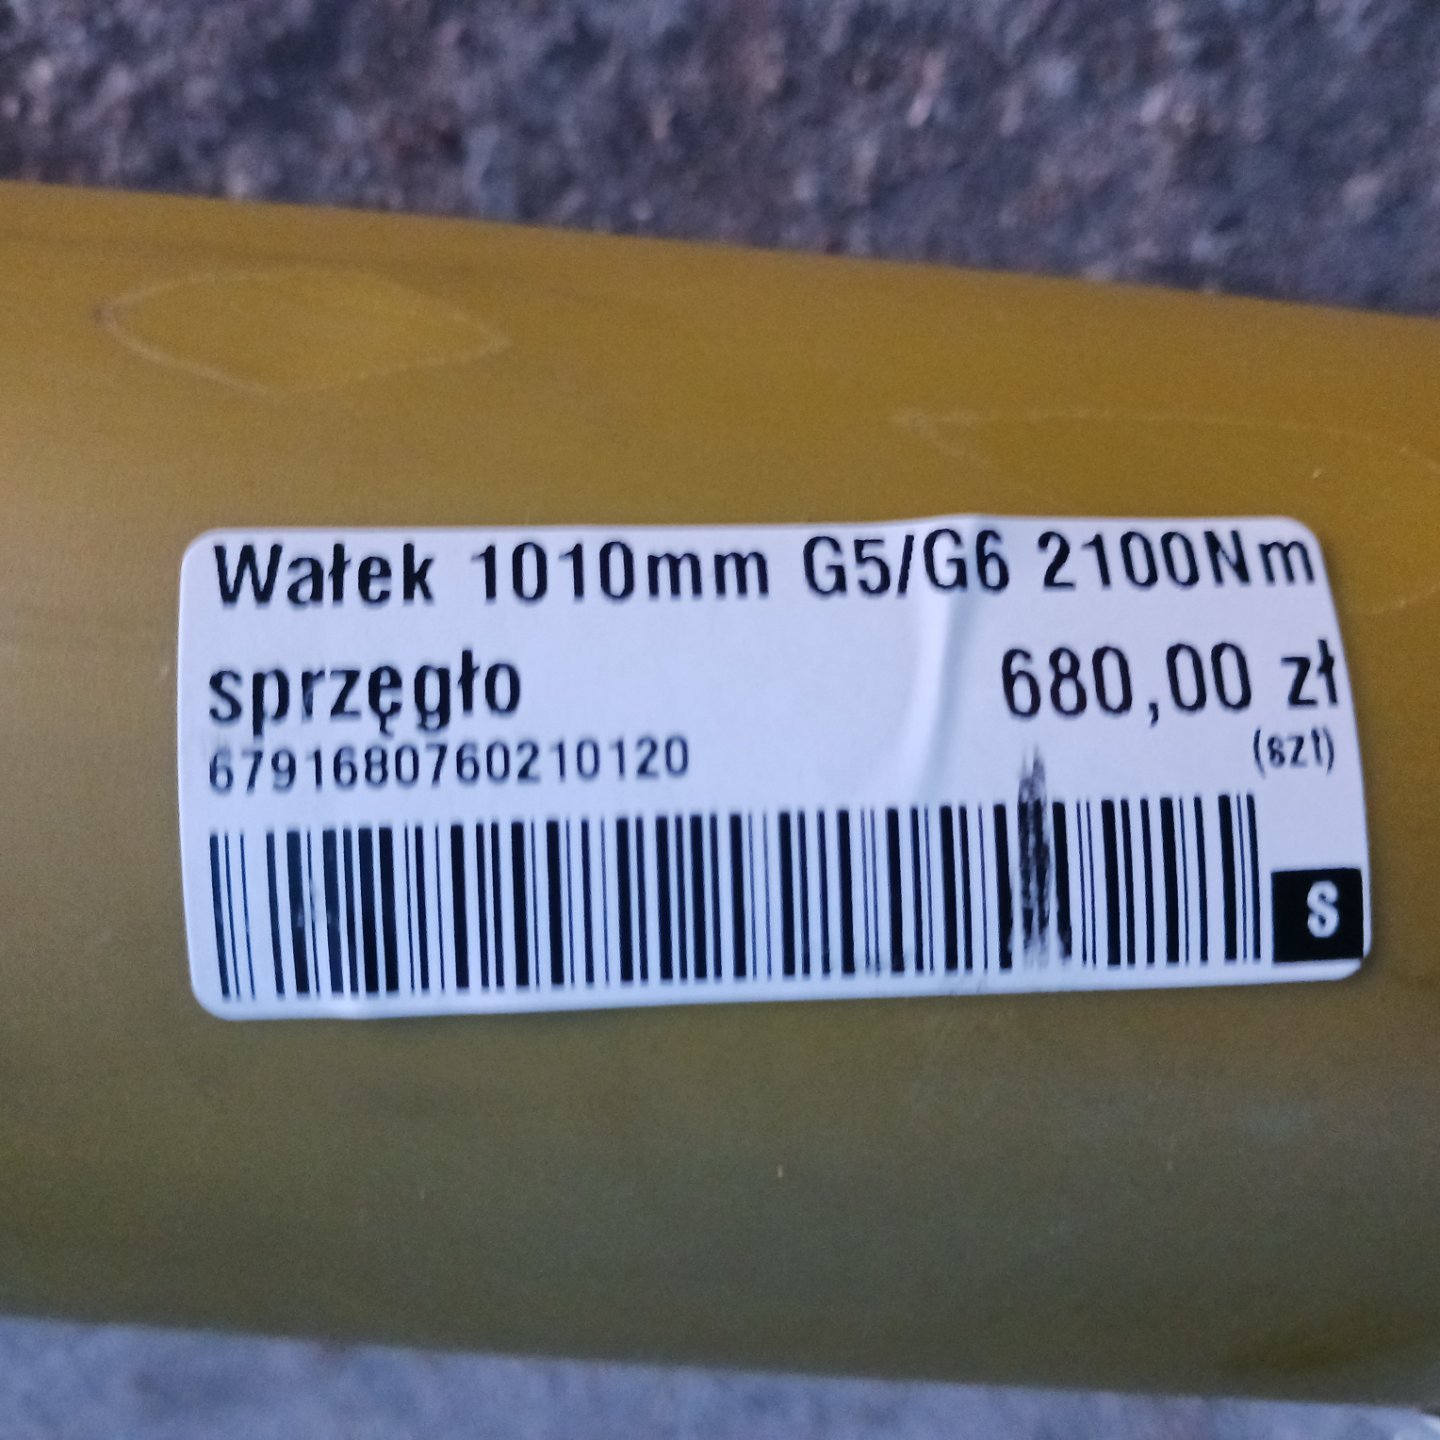 Wałek 1010mm G5/G6 2100Nm
sprzęgło 680,00 zł
6791680760210120 (szt)
S